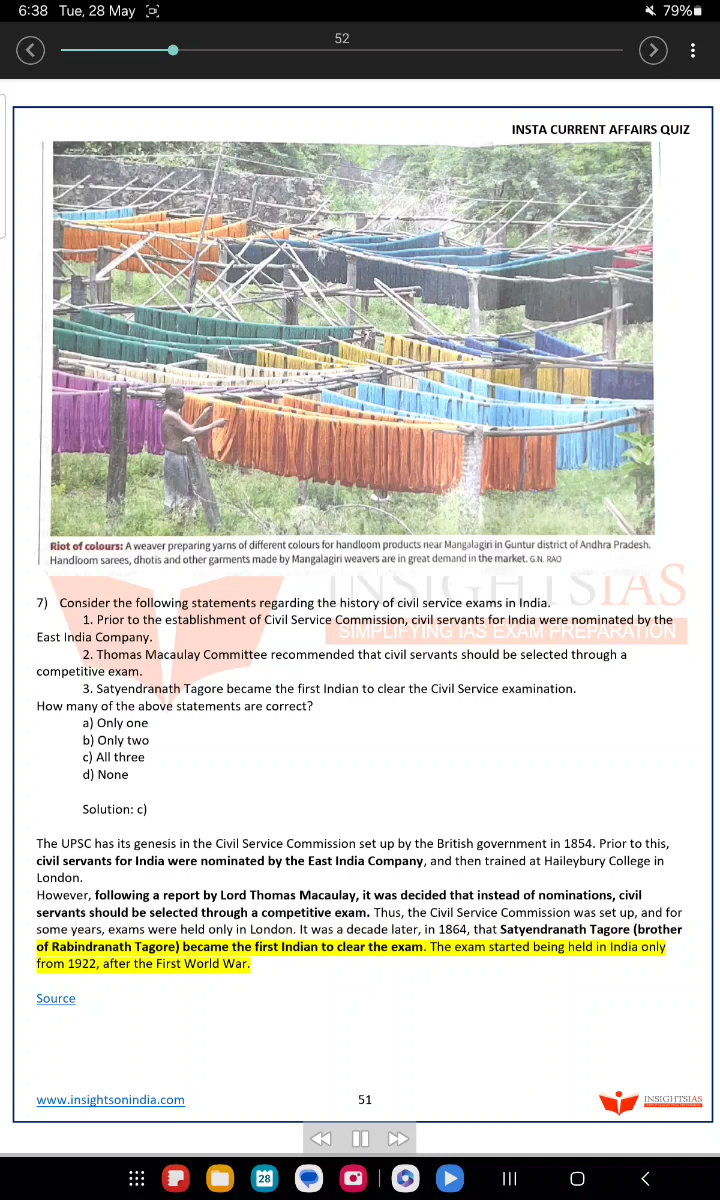 6:38 Tue, 28 May
79%
52
INSTA CURRENT AFFAIRS QUIZ
Riot of colours: A weaver preparing yarns of different colours for handloom products near Mangalagiri in Guntur district of Andhra Pradesh.
Handloom sarees, dhotis and other garments made by Mangalagiri weavers are in great demand in the market. G.N. RAO
INSIGHTSIAS
SIMPLIFYING IAS EXAM PREPARATION
7) Consider the following statements regarding the history of civil service exams in India.
1. Prior to the establishment of Civil Service Commission, civil servants for India were nominated by the
East India Company.
2. Thomas Macaulay Committee recommended that civil servants should be selected through a
competitive exam.
3. Satyendranath Tagore became the first Indian to clear the Civil Service examination.
How many of the above statements are correct?
a) Only one
b) Only two
c) All three
d) None
Solution: c)
The UPSC has its genesis in the Civil Service Commission set up by the British government in 1854. Prior to this,
civil servants for India were nominated by the East India Company, and then trained at Haileybury College in
London.
However, following a report by Lord Thomas Macaulay, it was decided that instead of nominations, civil
servants should be selected through a competitive exam. Thus, the Civil Service Commission was set up, and for
some years, exams were held only in London. It was a decade later, in 1864, that Satyendranath Tagore (brother
of Rabindranath Tagore) became the first Indian to clear the exam. The exam started being held in India only
from 1922, after the First World War.
Source
www.insightsonindia.com
51
INSIGHTSIAS
28